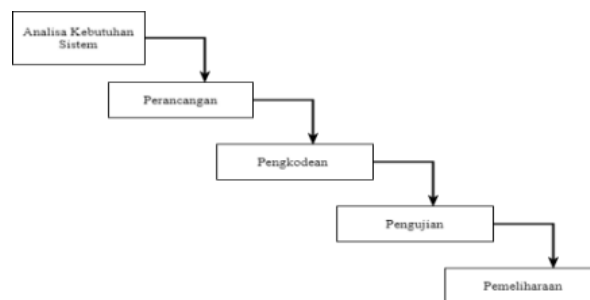 Analisa Kebutuhan
Sistem
Perancangan
Pengkodean
Pengujian
Pemeliharaan